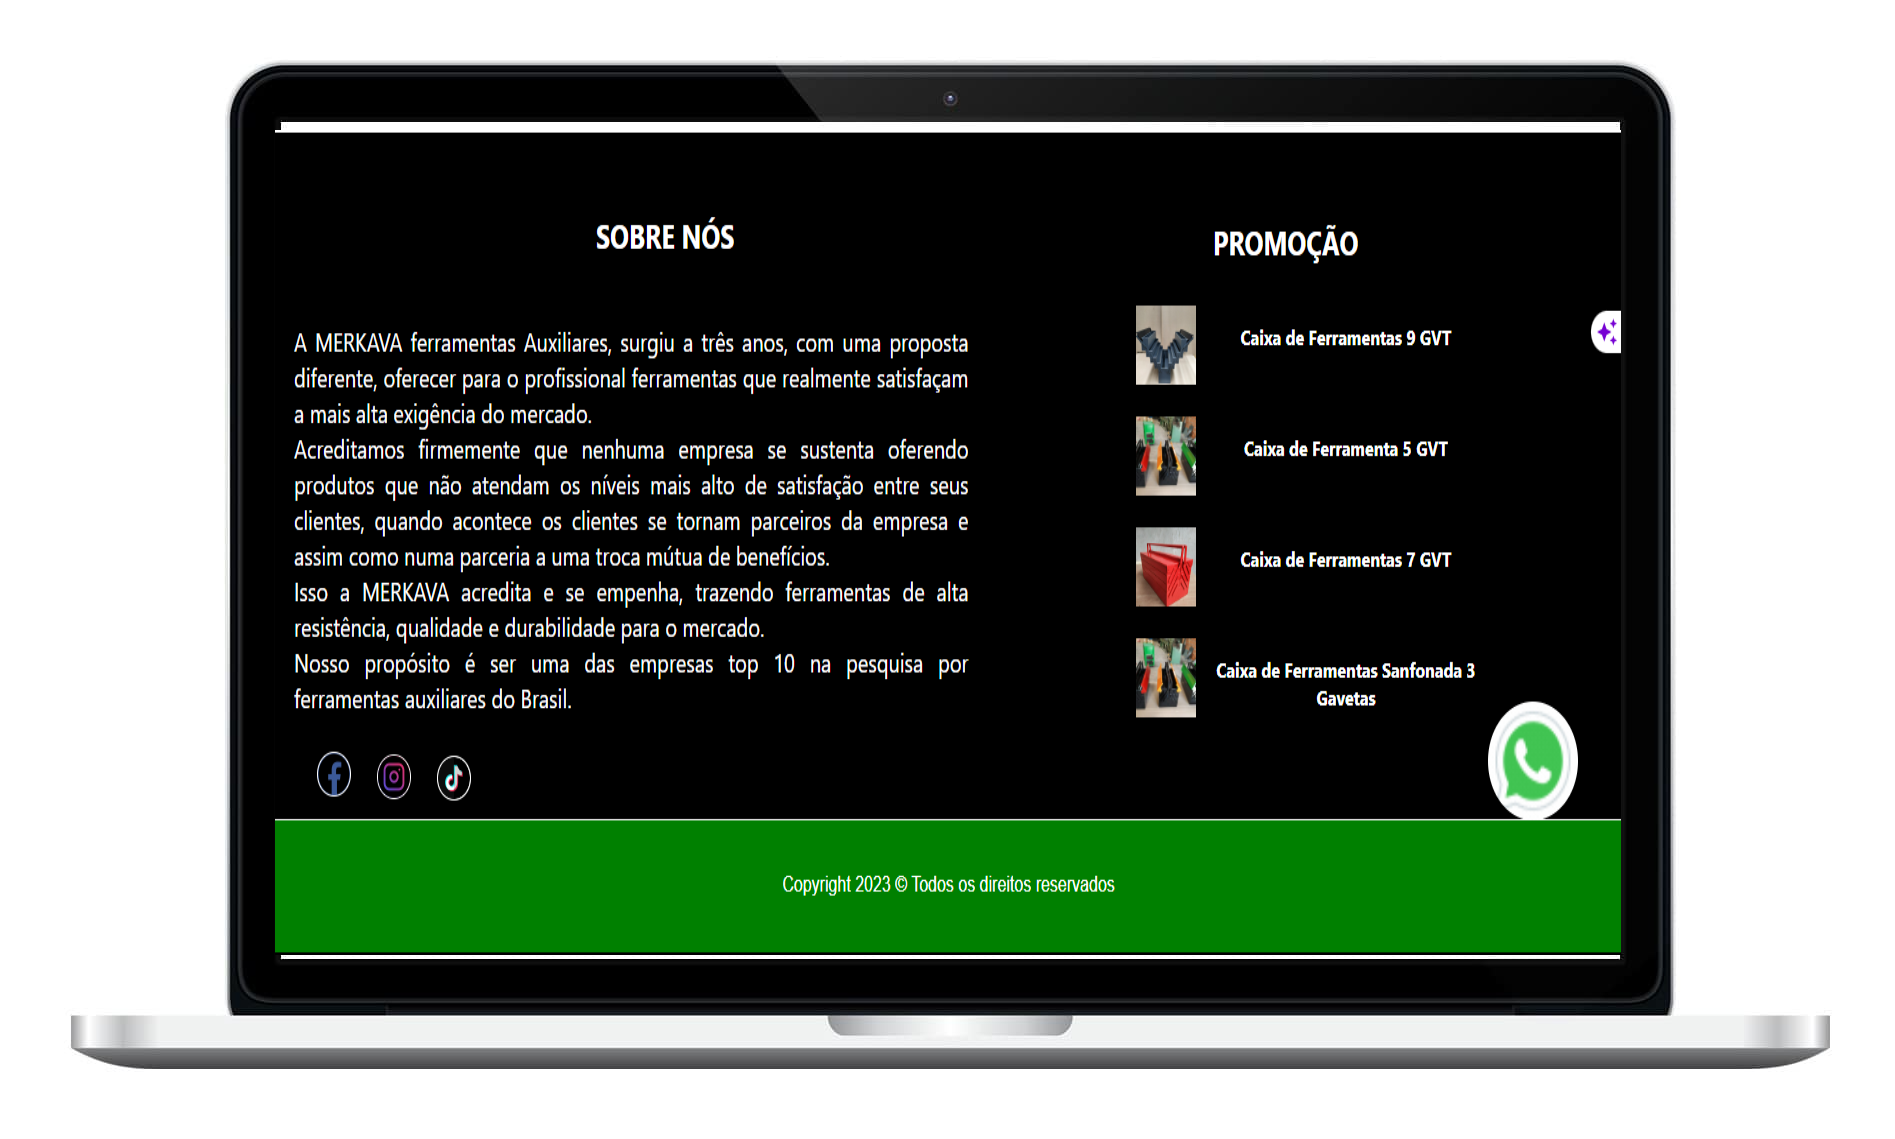 SOBRE NÓS
A MERKAVA ferramentas Auxiliares, surgiu a três anos, com uma proposta
diferente, oferecer para o profissional ferramentas que realmente satisfaçam
a mais alta exigência do mercado.
Acreditamos firmemente que nenhuma empresa se sustenta oferendo
produtos que não atendam os níveis mais alto de satisfação entre seus
clientes, quando acontece os clientes se tornam parceiros da empresa e
assim como numa parceria a uma troca mútua de benefícios.
Isso a MERKAVA acredita e se empenha, trazendo ferramentas de alta
resistência, qualidade e durabilidade para o mercado.
Nosso propósito é ser uma das empresas top 10 na pesquisa por
ferramentas auxiliares do Brasil.
PROMOÇÃO
Caixa de Ferramentas 9 GVT
Caixa de Ferramenta 5 GVT
Caixa de Ferramentas 7 GVT
Caixa de Ferramentas Sanfonada 3
Gavetas
Copyright 2023 © Todos os direitos reservados